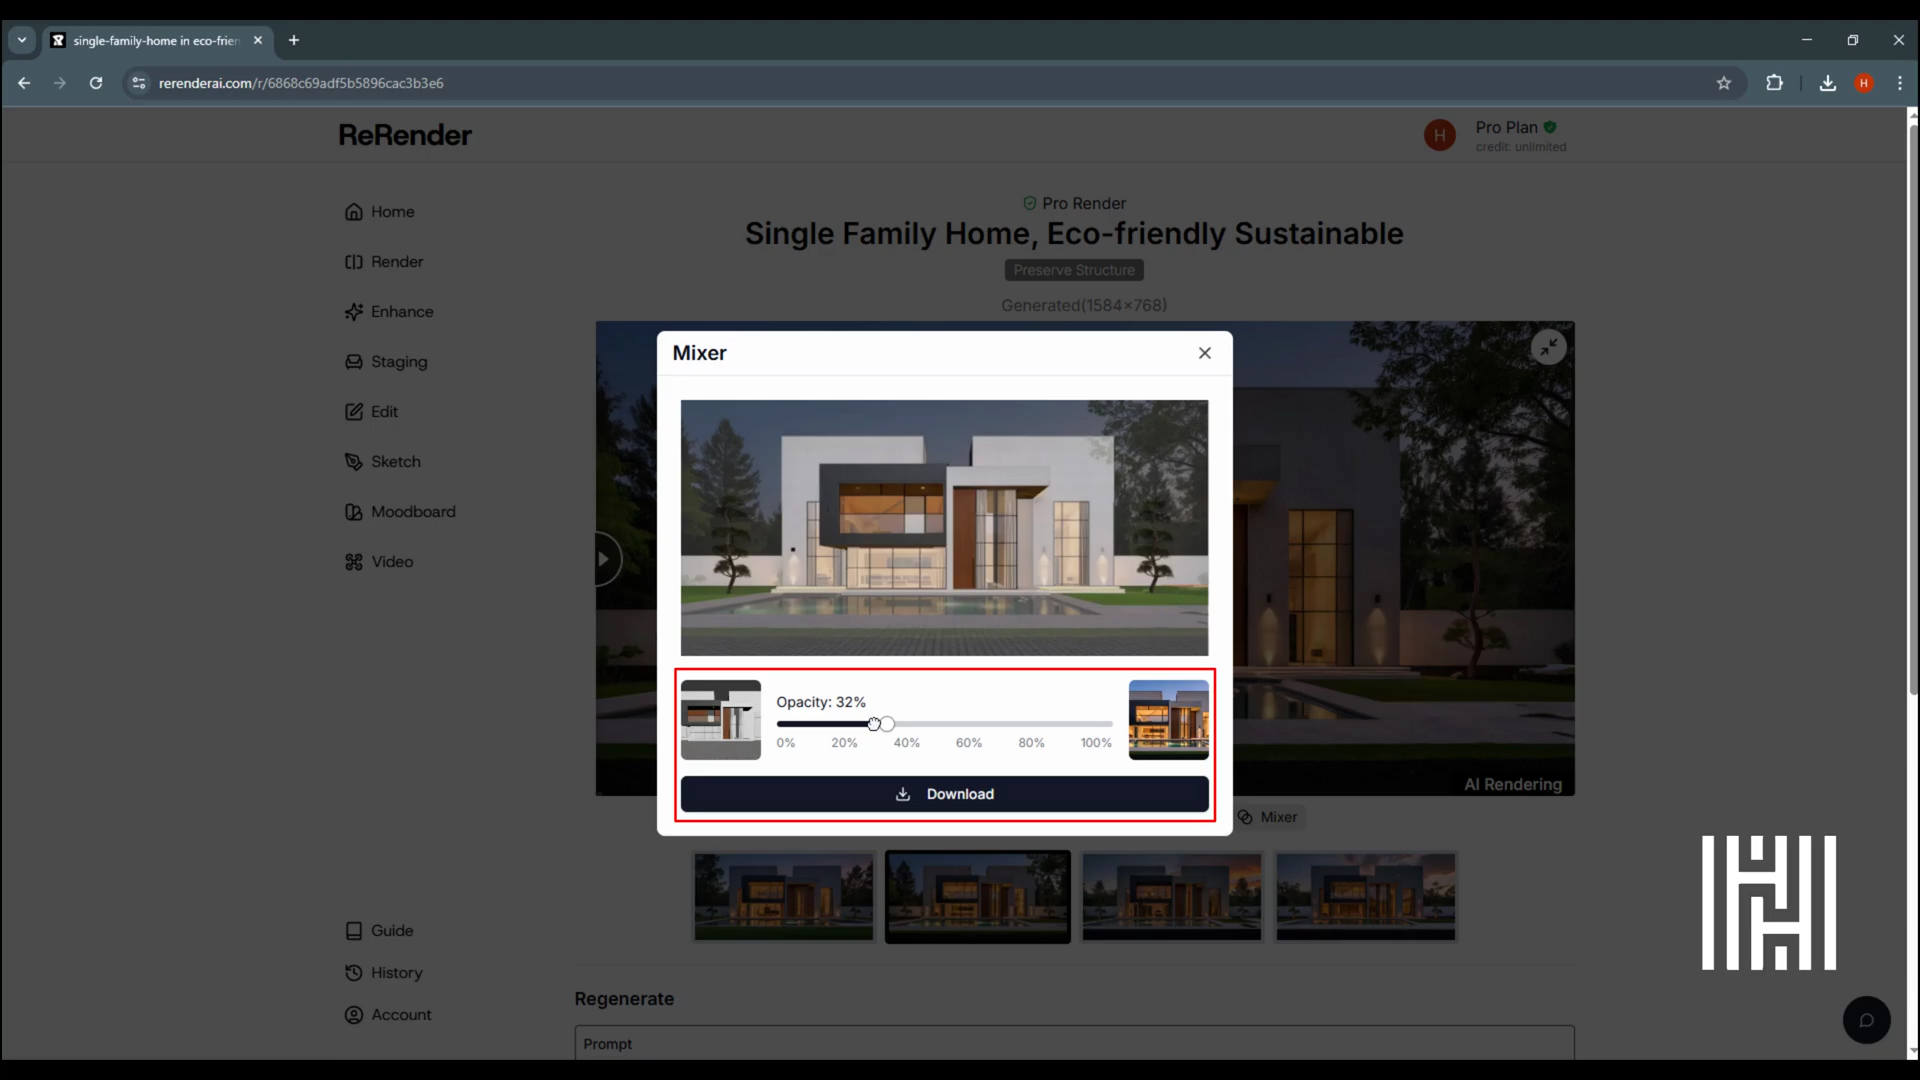 single-family-home in eco-frien
rerenderai.com/r/6868c69adf5b5896cac3b3e6
H
ReRender
H
Pro Plan
credit: unlimited
Home
Render
Enhance
Staging
Edit
Sketch
Moodboard
Video
Guide
History
Account
Pro Render
Single Family Home, Eco-friendly Sustainable
Preserve Structure
Generated(1584×768)
Mixer
Opacity: 32%
0% 20% 40% 60% 80% 100%
Download
AI Rendering
Mixer
Regenerate
Prompt